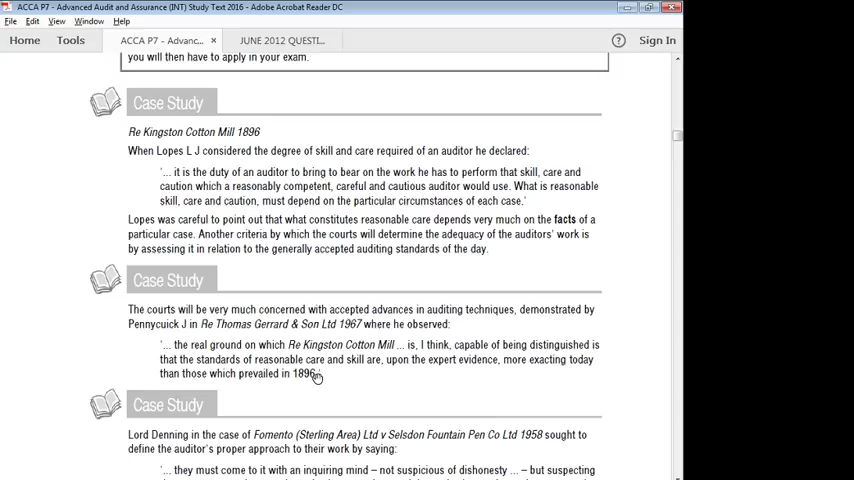 ACCA P7 - Advanced Audit and Assurance (INT) Study Text 2016 - Adobe Acrobat Reader DC
File Edit View Window Help
Home Tools ACCA P7 - Advanc... × JUNE 2012 QUESTI... ? Sign In
you will then have to apply in your exam.
Case Study
Re Kingston Cotton Mill 1896
When Lopes L J considered the degree of skill and care required of an auditor he declared:
'... it is the duty of an auditor to bring to bear on the work he has to perform that skill, care and
caution which a reasonably competent, careful and cautious auditor would use. What is reasonable
skill, care and caution, must depend on the particular circumstances of each case.'
Lopes was careful to point out that what constitutes reasonable care depends very much on the facts of a
particular case. Another criteria by which the courts will determine the adequacy of the auditors' work is
by assessing it in relation to the generally accepted auditing standards of the day.
Case Study
The courts will be very much concerned with accepted advances in auditing techniques, demonstrated by
Pennycuick J in Re Thomas Gerrard & Son Ltd 1967 where he observed:
'... the real ground on which Re Kingston Cotton Mill ... is, I think, capable of being distinguished is
that the standards of reasonable care and skill are, upon the expert evidence, more exacting today
than those which prevailed in 1896.'
Case Study
Lord Denning in the case of Fomento (Sterling Area) Ltd v Selsdon Fountain Pen Co Ltd 1958 sought to
define the auditor's proper approach to their work by saying:
'... they must come to it with an inquiring mind – not suspicious of dishonesty ... – but suspecting